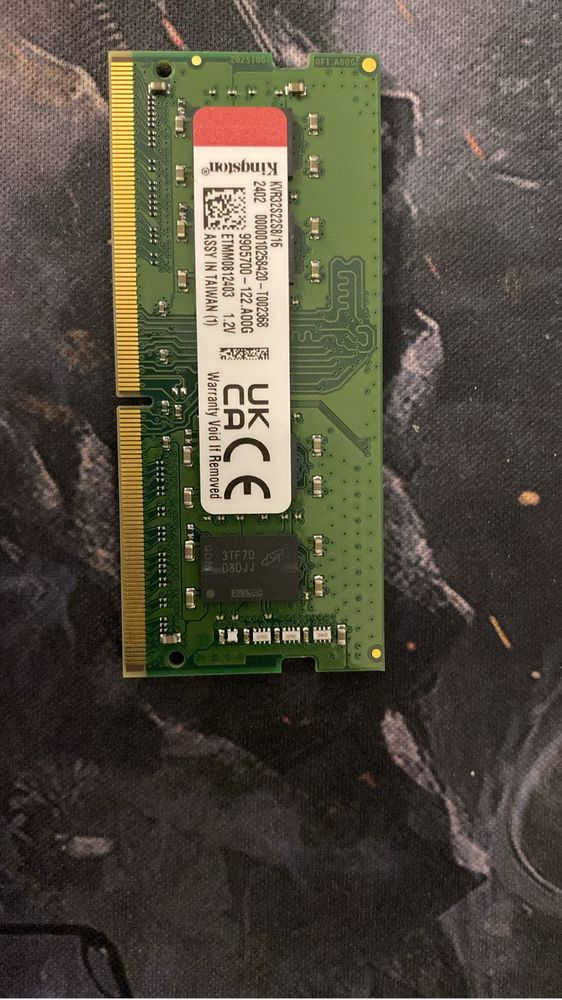 Kingston®
KVR32S22S8/16
2402 0000010258420-T002368
9905700-122.A00G
ETMM0812403 1.2V
ASSY IN TAIWAN (1)
UK
CA CE
Warranty Void If Removed
3TF7D
D8DJJ